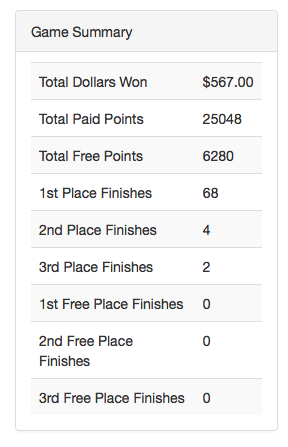 Game Summary
Total Dollars Won $567.00
Total Paid Points 25048
Total Free Points 6280
1st Place Finishes 68
2nd Place Finishes 4
3rd Place Finishes 2
1st Free Place Finishes 0
2nd Free Place 0
Finishes
3rd Free Place Finishes 0